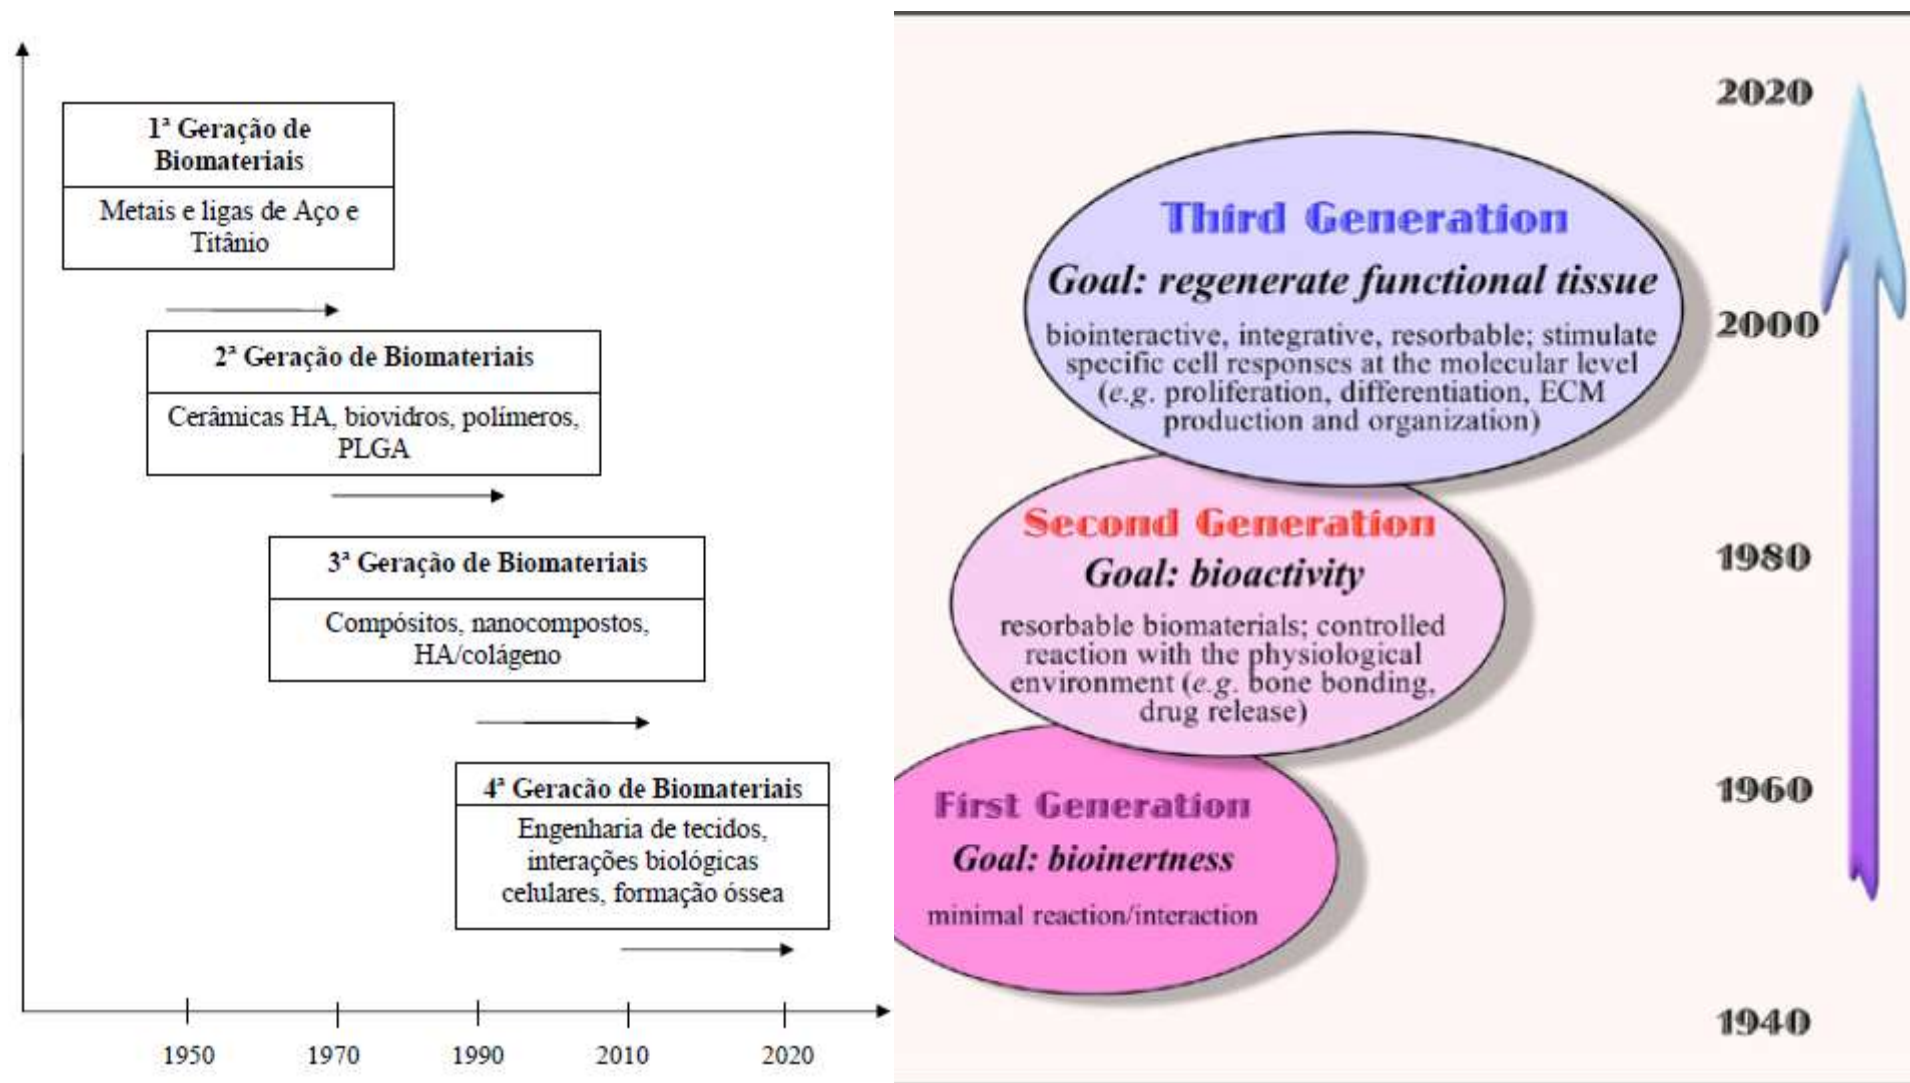 1ª Geração de
Biomateriais
Metais e ligas de Aço e
Titânio
2ª Geração de Biomateriais
Cerâmicas HA, biovidros, polímeros,
PLGA
3ª Geração de Biomateriais
Compósitos, nanocompostos,
HA/colágeno
4ª Geracão de Biomateriais
Engenharia de tecidos,
interações biológicas
celulares, formação óssea
1950
1970
1990
2010
2020
2020
Third Generation
Goal: regenerate functional tissue
biointeractive, integrative, resorbable; stimulate
specific cell responses at the molecular level
(e.g. proliferation, differentiation, ECM
production and organization)
2000
Second Generation
Goal: bioactivity
resorbable biomaterials; controlled
reaction with the physiological
environment (e.g. bone bonding,
drug release)
1980
First Generation
Goal: bioinertness
minimal reaction/interaction
1960
1940